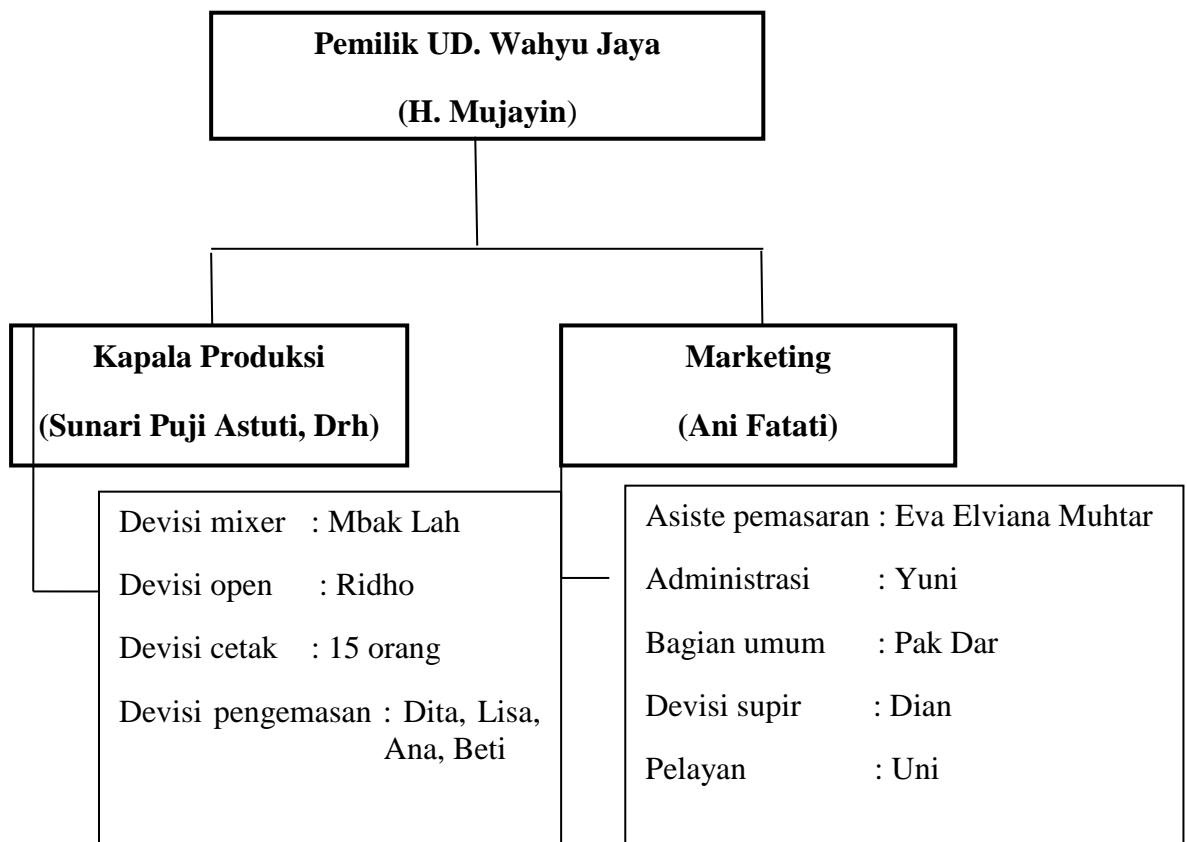 Pemilik UD. Wahyu Jaya
(H. Mujayin)
Kapala Produksi
(Sunari Puji Astuti, Drh)
Marketing
(Ani Fatati)
Devisi mixer : Mbak Lah
Devisi open : Ridho
Devisi cetak : 15 orang
Devisi pengemasan : Dita, Lisa,
Ana, Beti
Asiste pemasaran : Eva Elviana Muhtar
Administrasi : Yuni
Bagian umum : Pak Dar
Devisi supir : Dian
Pelayan : Uni